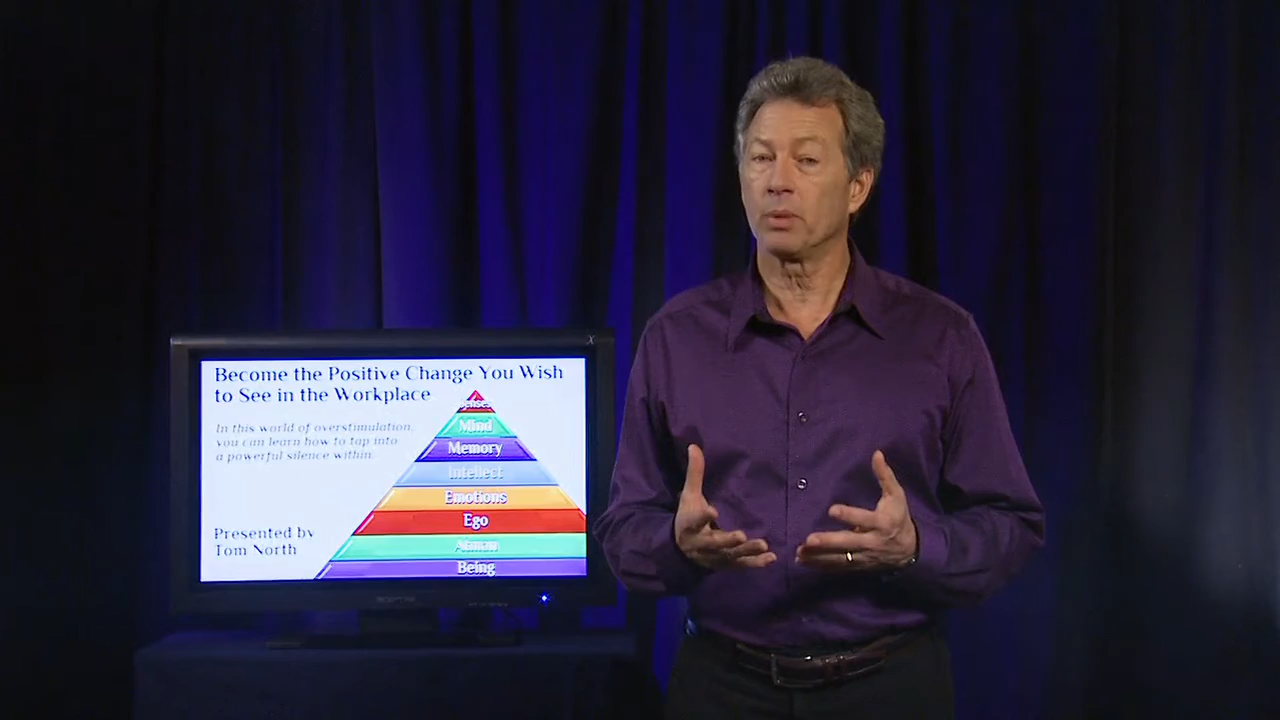 Become the Positive Change You Wish
to See in the Workplace
In this world of overstimulation,
you can learn how to tap into
a powerful silence within.
Senses
Mind
Memory
Intellect
Emotions
Ego
Atman
Being
Presented by
Tom North